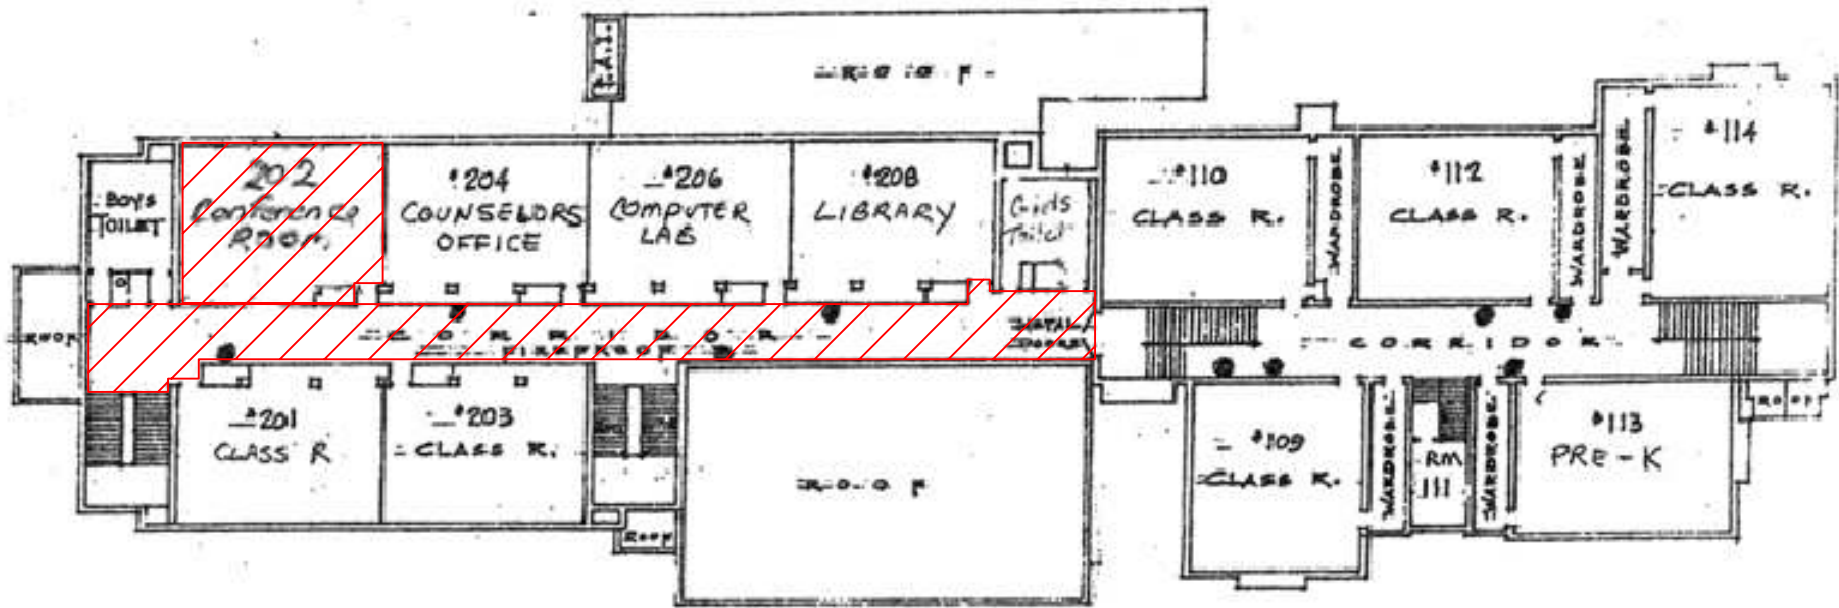 ROOF
BOYS
TOILET
202
Conference
Room
#204
COUNSELORS
OFFICE
#206
COMPUTER
LAB
#208
LIBRARY
Girls
Toilet
#110
CLASS R.
WARDROBE
#112
CLASS R.
WARDROBE
WARDROBE
#114
CLASS R.
ROOF
CORRIDOR
FIREPROOF
CORRIDOR
#201
CLASS R
#203
CLASS R.
ROOF
ROOF
#109
CLASS R.
WARDROBE
RM
111
WARDROBE
#113
PRE-K
ROOF